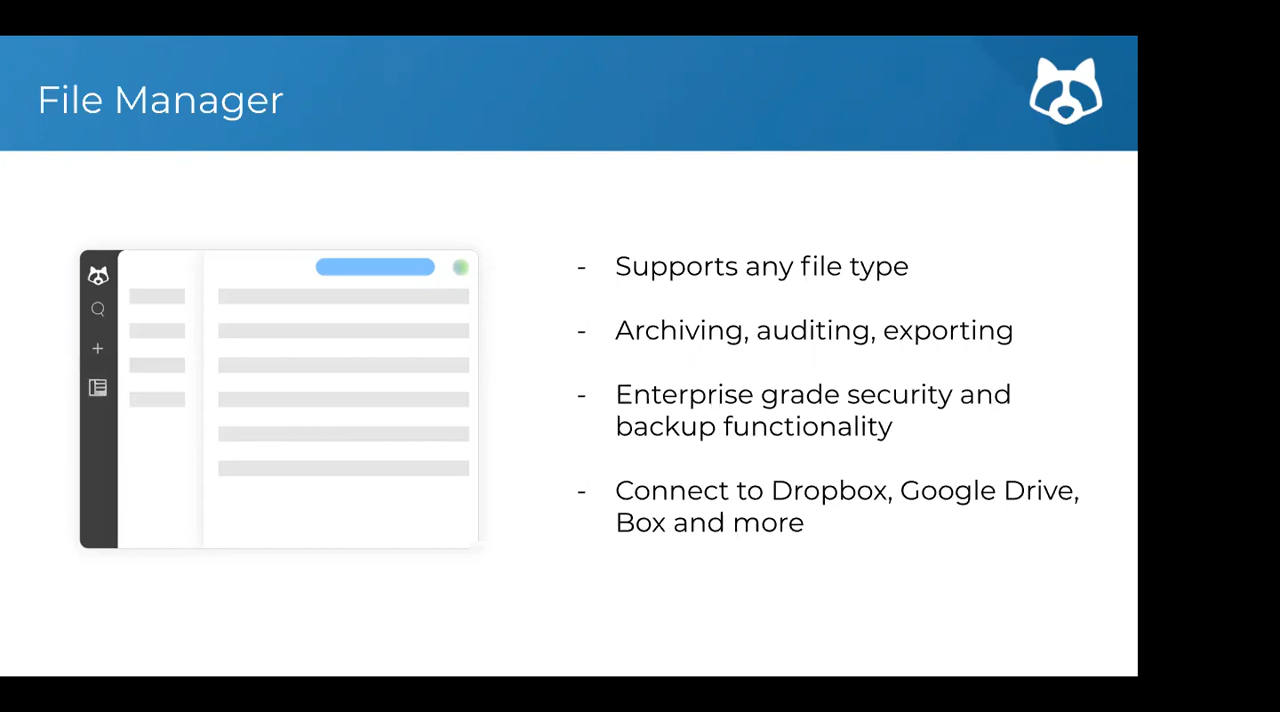 File Manager
- Supports any file type
- Archiving, auditing, exporting
- Enterprise grade security and
backup functionality
- Connect to Dropbox, Google Drive,
Box and more